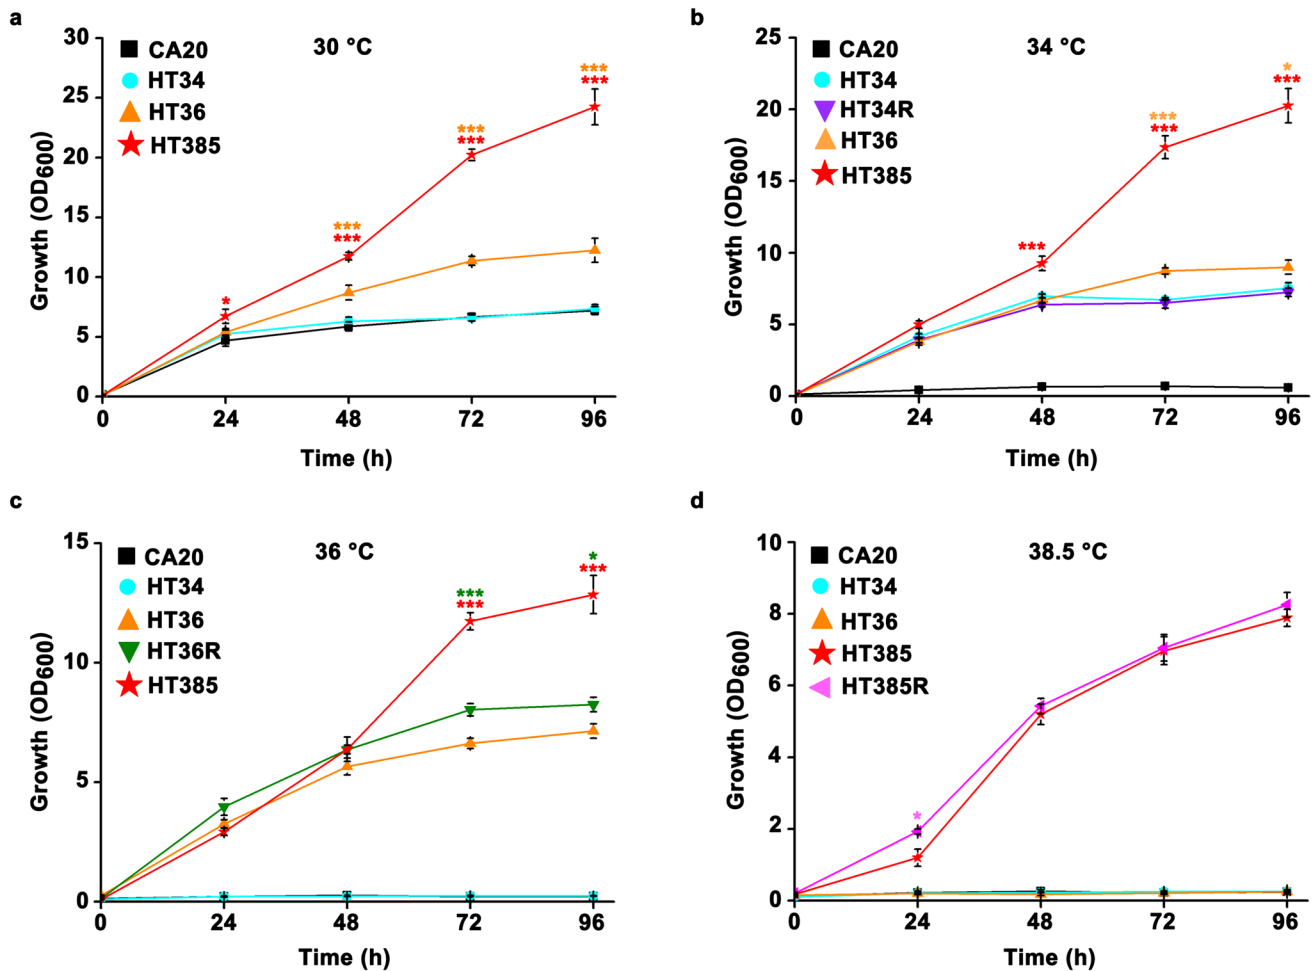 a
30 °C
CA20
HT34
HT36
HT385
***
***
***
***
***
***
*
30
25
20
15
10
5
0
Growth (OD600)
0 24 48 72 96
Time (h)
b
34 °C
CA20
HT34
HT34R
HT36
HT385
*
***
***
***
***
25
20
15
10
5
0
Growth (OD600)
0 24 48 72 96
Time (h)
c
36 °C
CA20
HT34
HT36
HT36R
HT385
*
***
***
***
15
10
5
0
Growth (OD600)
0 24 48 72 96
Time (h)
d
38.5 °C
CA20
HT34
HT36
HT385
HT385R
*
10
8
6
4
2
0
Growth (OD600)
0 24 48 72 96
Time (h)